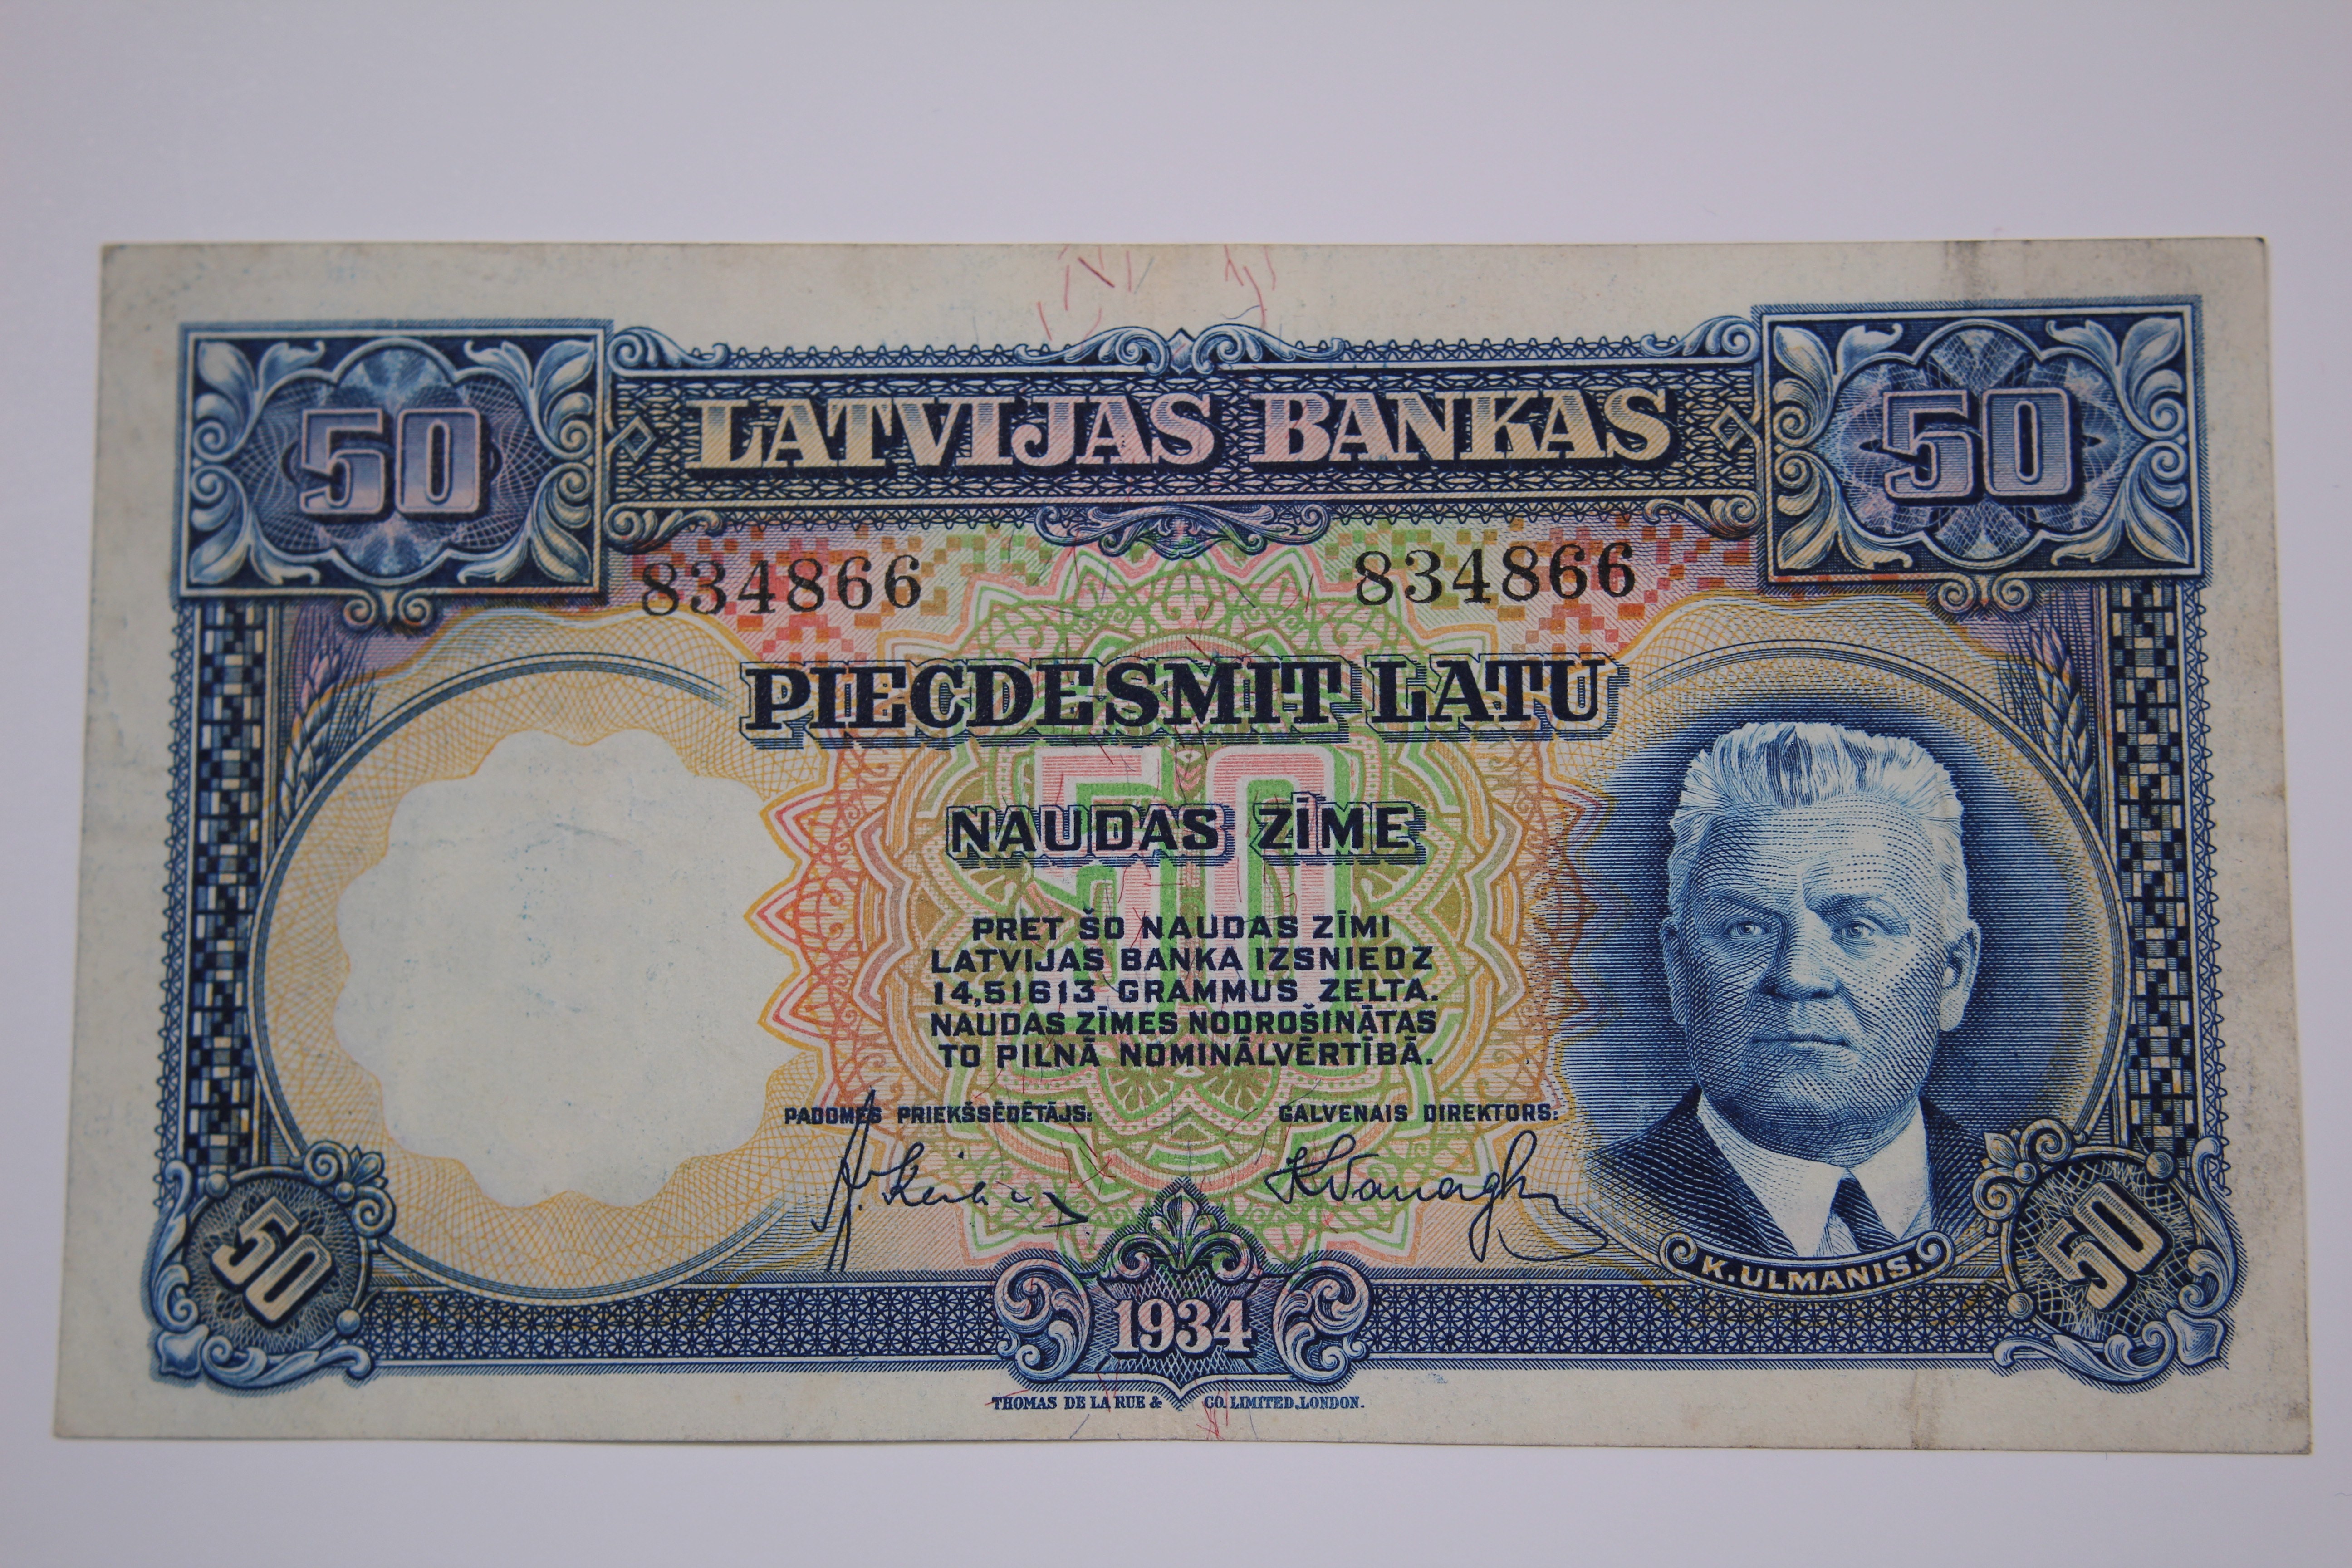 50 LATVIJAS BANKAS 50
834866 834866
PIECDESMIT LATU
50
NAUDAS ZĪME
PRET ŠO NAUDAS ZĪMI
LATVIJAS BANKA IZSNIEDZ
14,51613 GRAMMUS ZELTA.
NAUDAS ZĪMES NODROŠINĀTAS
TO PILNĀ NOMINĀLVĒRTĪBĀ.
PADOMES PRIEKŠSĒDĒTĀJS: GALVENAIS DIREKTORS:
K.ULMANIS.
50 1934 50
THOMAS DE LA RUE & CO. LIMITED, LONDON.